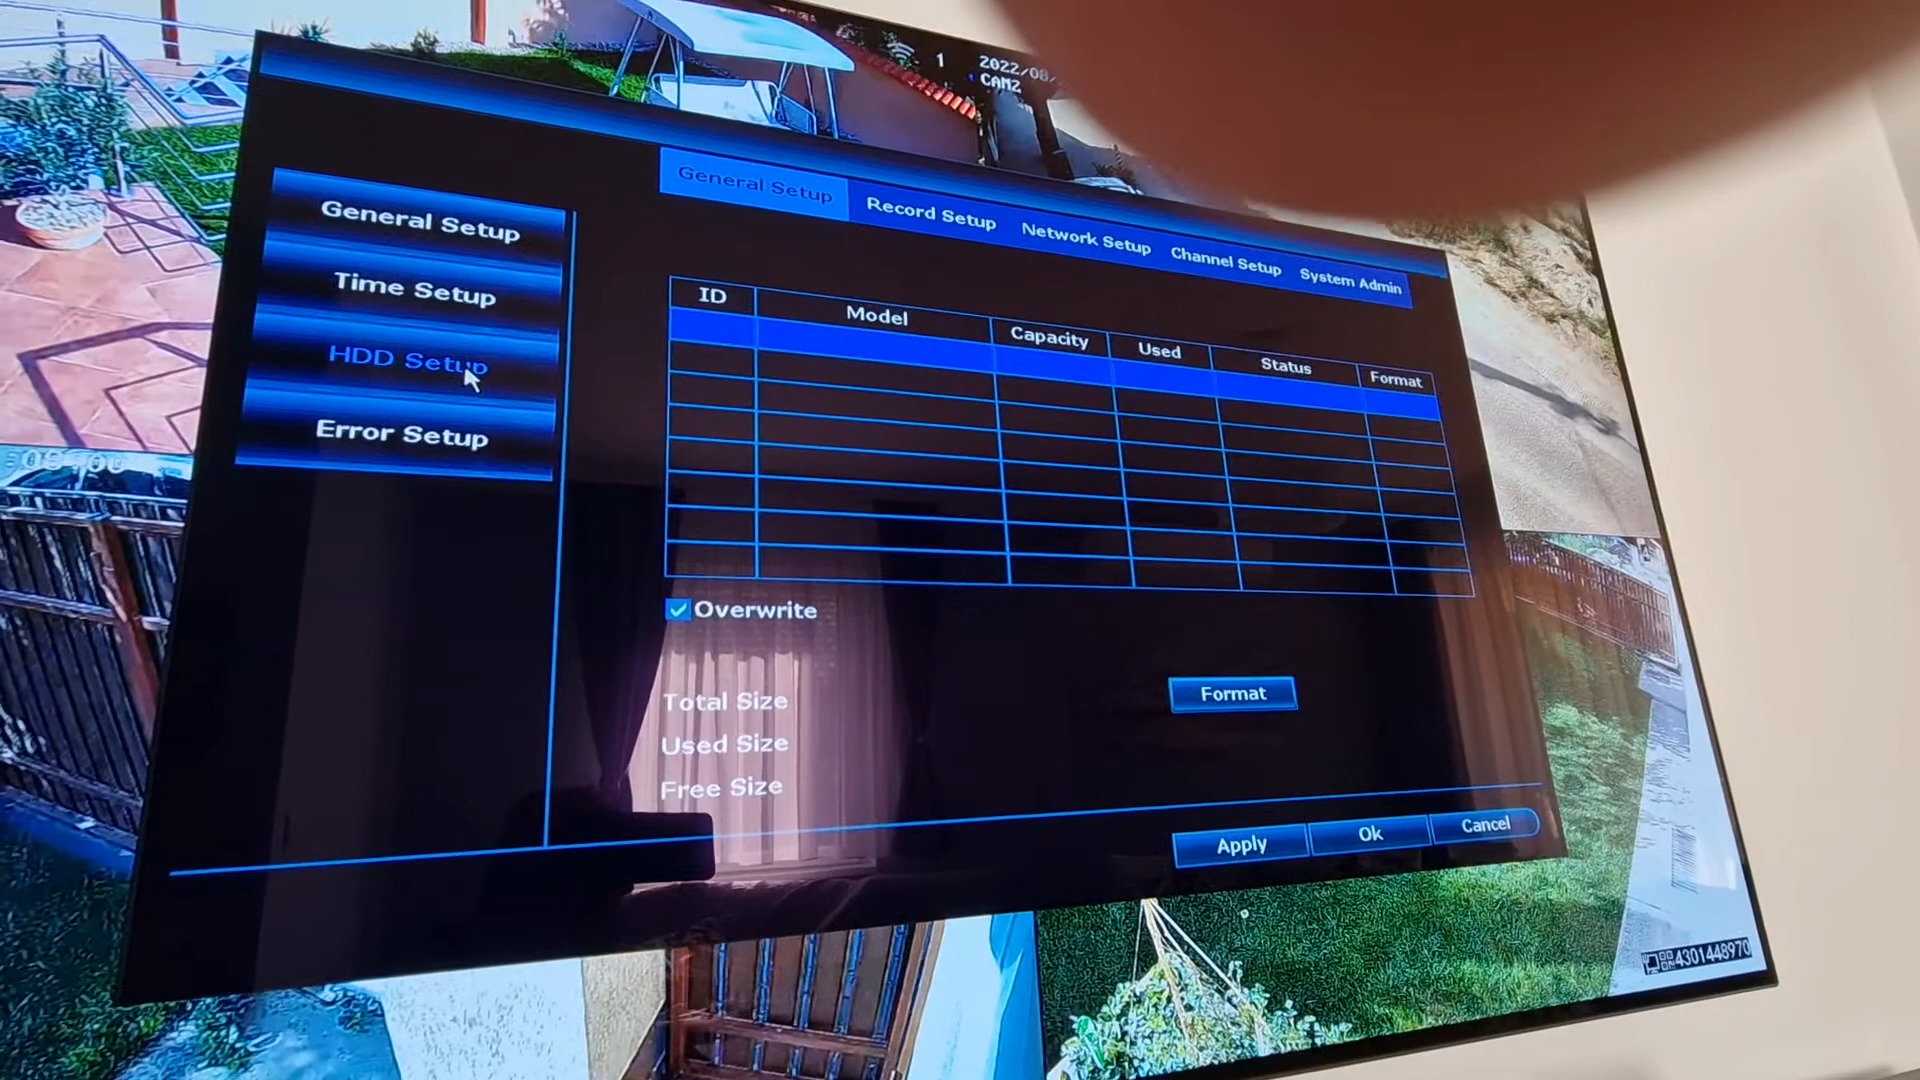 1
2022/08/
CAM2
General Setup
Record Setup
Network Setup
Channel Setup
System Admin
General Setup
Time Setup
HDD Setup
Error Setup
ID
Model
Capacity
Used
Status
Format
Overwrite
Total Size
Used Size
Free Size
Format
Apply
Ok
Cancel
4301448970